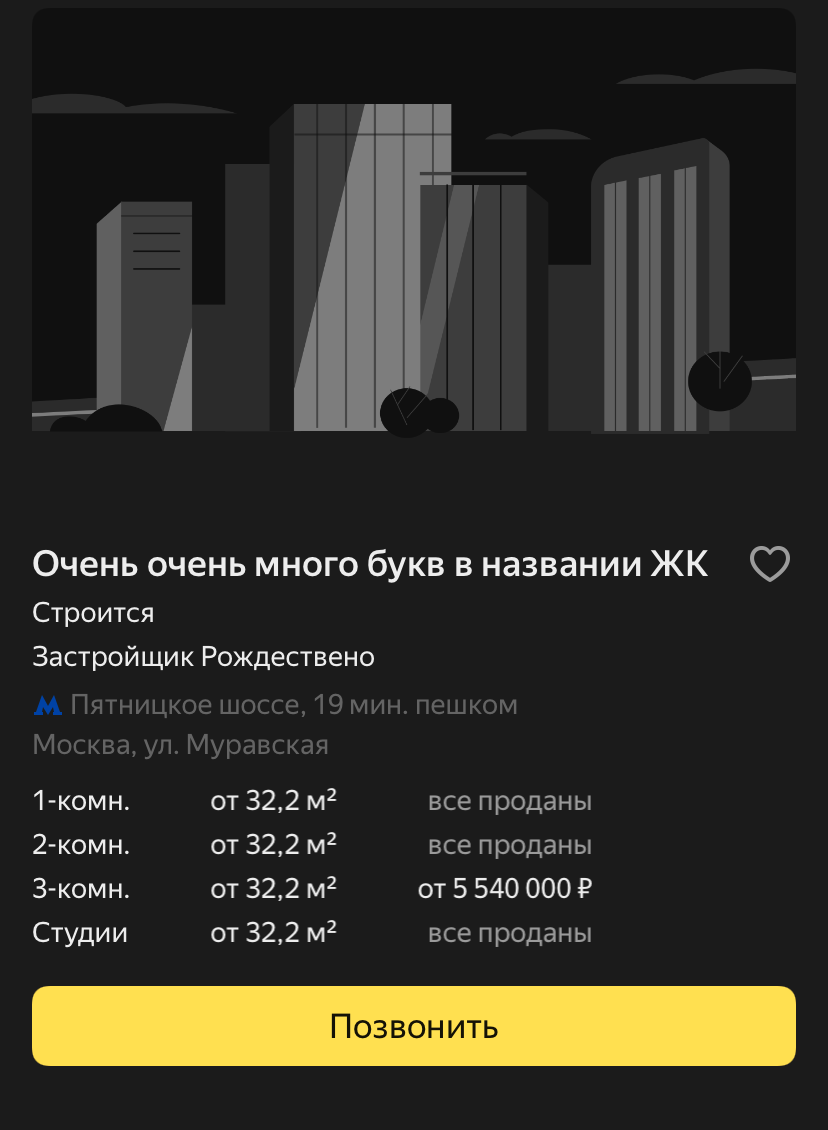 Очень очень много букв в названии ЖК
Строится
Застройщик Рождествено
Пятницкое шоссе, 19 мин. пешком
Москва, ул. Муравская
1-комн. от 32,2 м² все проданы
2-комн. от 32,2 м² все проданы
3-комн. от 32,2 м² от 5 540 000 ₽
Студии от 32,2 м² все проданы
Позвонить